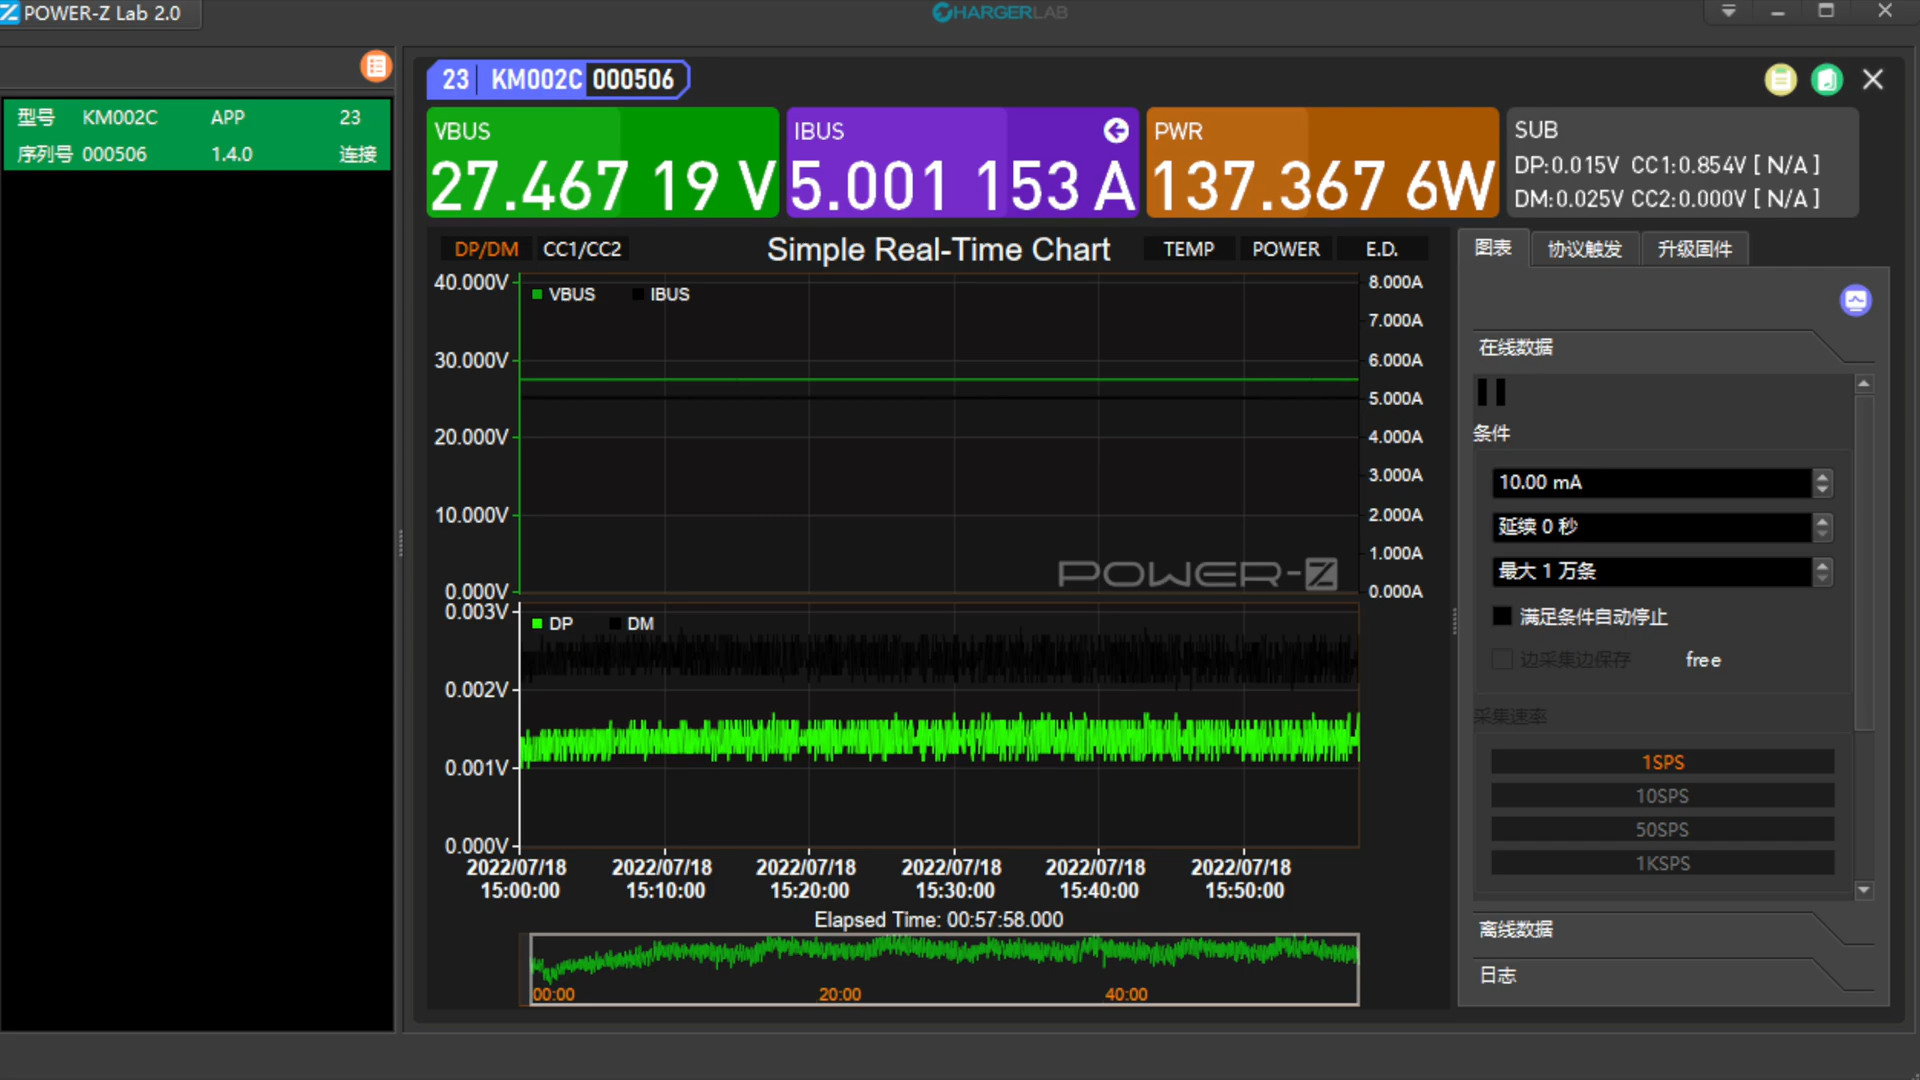 POWER-Z Lab 2.0
CHARGERLAB
型号 KM002C APP 23
序列号 000506 1.4.0 连接
23 KM002C 000506
VBUS
27.467 19 V
IBUS
5.001 153 A
PWR
137.367 6W
SUB
DP:0.015V CC1:0.854V [ N/A ]
DM:0.025V CC2:0.000V [ N/A ]
DP/DM CC1/CC2 Simple Real-Time Chart TEMP POWER E.D.
VBUS IBUS
40.000V
30.000V
20.000V
10.000V
0.000V
8.000A
7.000A
6.000A
5.000A
4.000A
3.000A
2.000A
1.000A
0.000A
POWER-Z
DP DM
0.003V
0.002V
0.001V
0.000V
2022/07/18 2022/07/18 2022/07/18 2022/07/18 2022/07/18 2022/07/18
15:00:00 15:10:00 15:20:00 15:30:00 15:40:00 15:50:00
Elapsed Time: 00:57:58.000
00:00 20:00 40:00
图表 协议触发 升级固件
在线数据
条件
10.00 mA
延续 0 秒
最大 1 万条
满足条件自动停止
边采集边保存 free
采集速率
1SPS
10SPS
50SPS
1KSPS
离线数据
日志